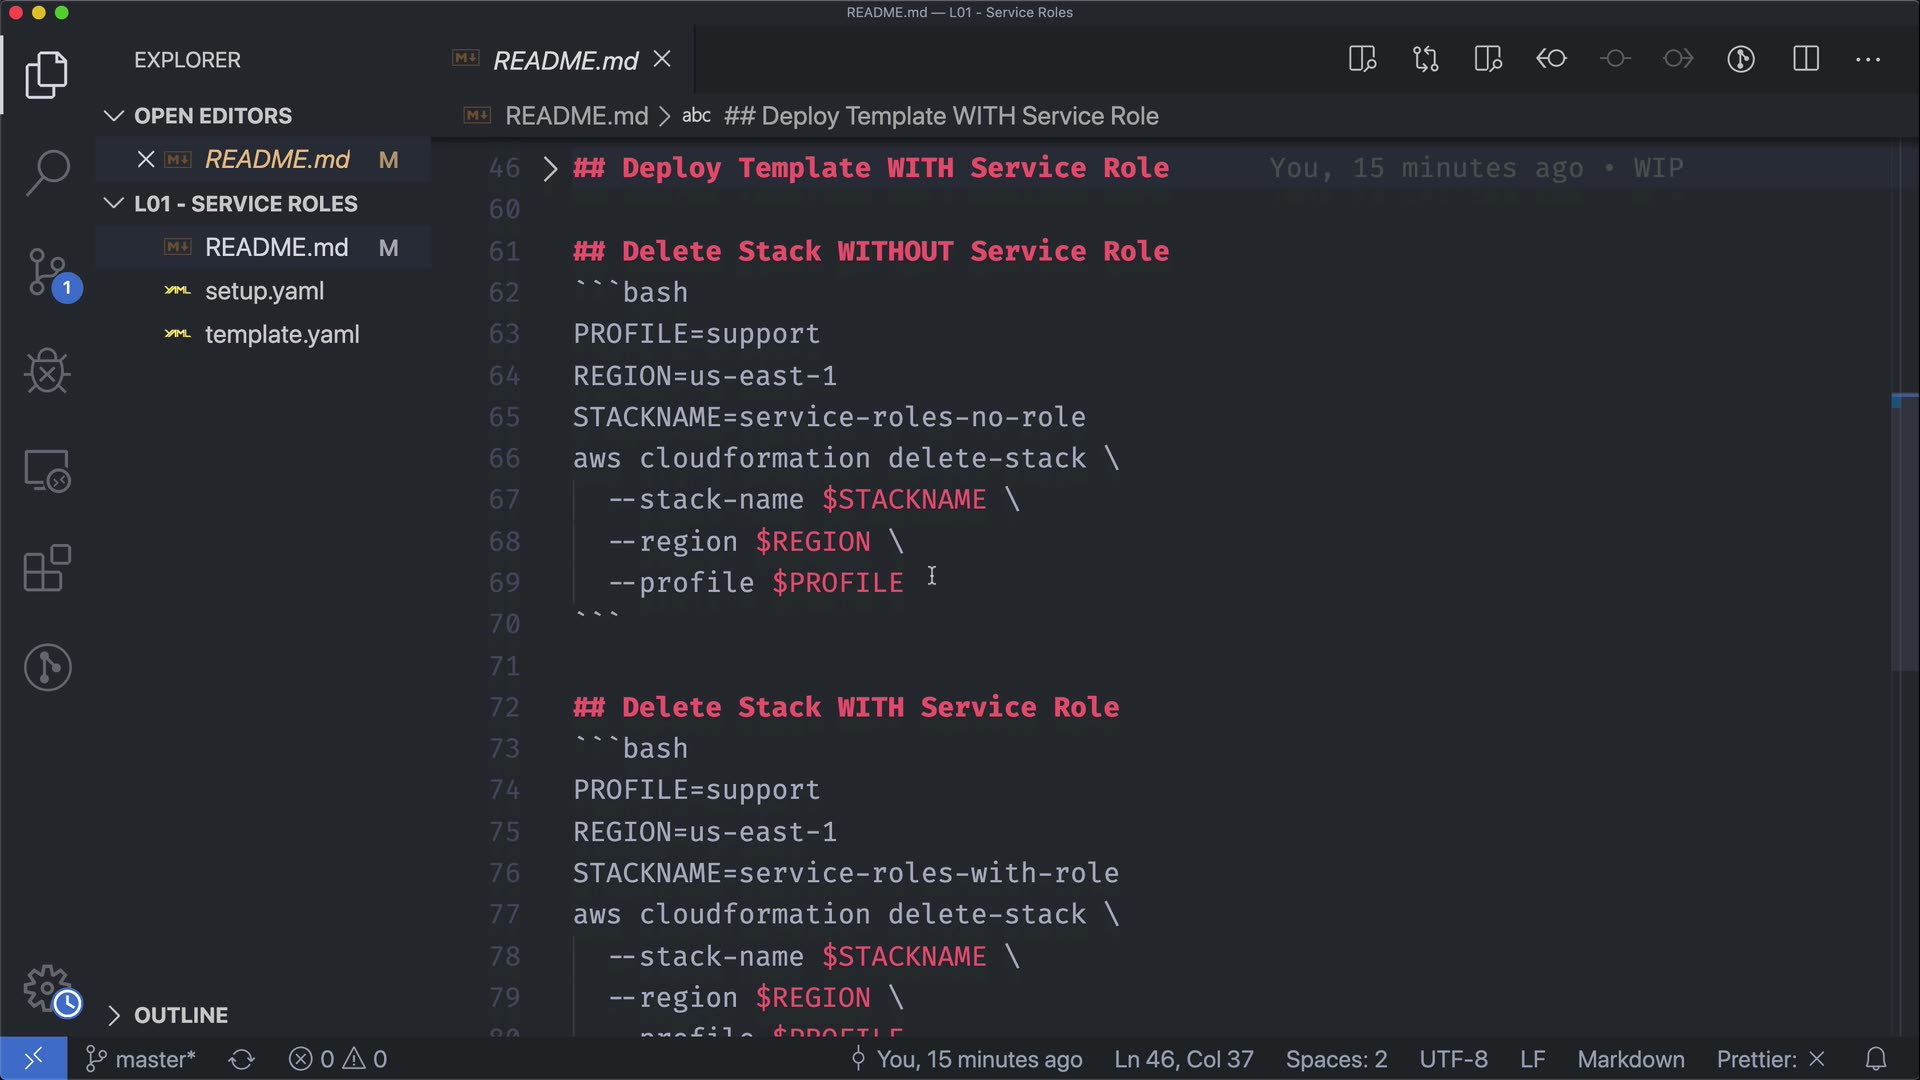 README.md — L01 - Service Roles
EXPLORER
README.md
OPEN EDITORS
README.md > abc ## Deploy Template WITH Service Role
README.md M
L01 - SERVICE ROLES
README.md M
setup.yaml
template.yaml
46 ## Deploy Template WITH Service Role You, 15 minutes ago • WIP
60
61 ## Delete Stack WITHOUT Service Role
62 ```bash
63 PROFILE=support
64 REGION=us-east-1
65 STACKNAME=service-roles-no-role
66 aws cloudformation delete-stack \
67 --stack-name $STACKNAME \
68 --region $REGION \
69 --profile $PROFILE
70 ```
71
72 ## Delete Stack WITH Service Role
73 ```bash
74 PROFILE=support
75 REGION=us-east-1
76 STACKNAME=service-roles-with-role
77 aws cloudformation delete-stack \
78 --stack-name $STACKNAME \
79 --region $REGION \
80 --profile $PROFILE
1
OUTLINE
master* 0 0 You, 15 minutes ago Ln 46, Col 37 Spaces: 2 UTF-8 LF Markdown Prettier: ×